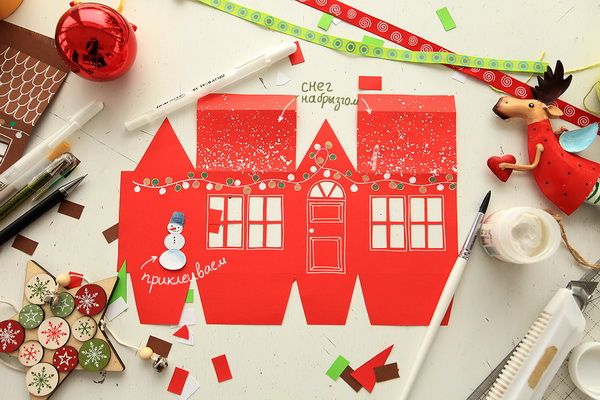 снег
набрызгом
приклеиваем